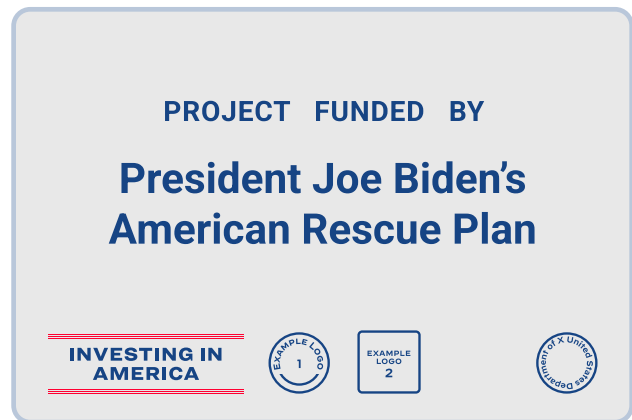 PROJECT FUNDED BY
President Joe Biden’s
American Rescue Plan
INVESTING IN
AMERICA
EXAMPLE LOGO
1
EXAMPLE
LOGO
2
Department of X United States